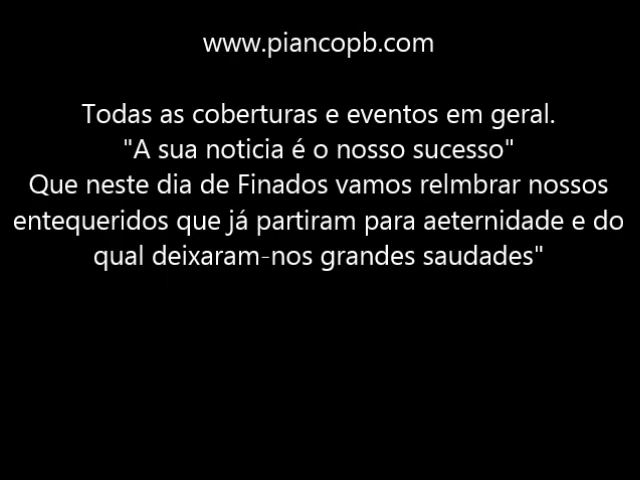 www.piancopb.com
Todas as coberturas e eventos em geral.
"A sua noticia é o nosso sucesso"
Que neste dia de Finados vamos relmbrar nossos
entequeridos que já partiram para aeternidade e do
qual deixaram-nos grandes saudades"